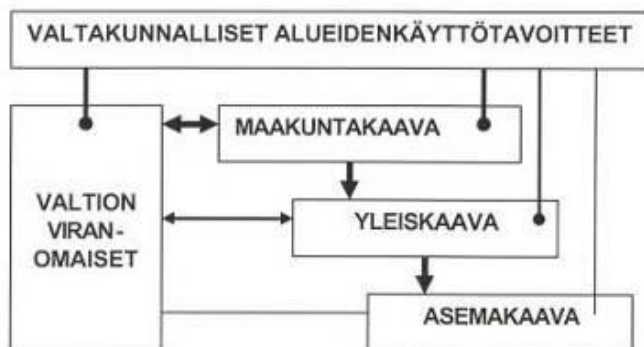 VALTAKUNNALLISET ALUEIDENKÄYTTÖTAVOITTEET
MAAKUNTAKAAVA
VALTION
VIRAN-
OMAISET
YLEISKAAVA
ASEMAKAAVA